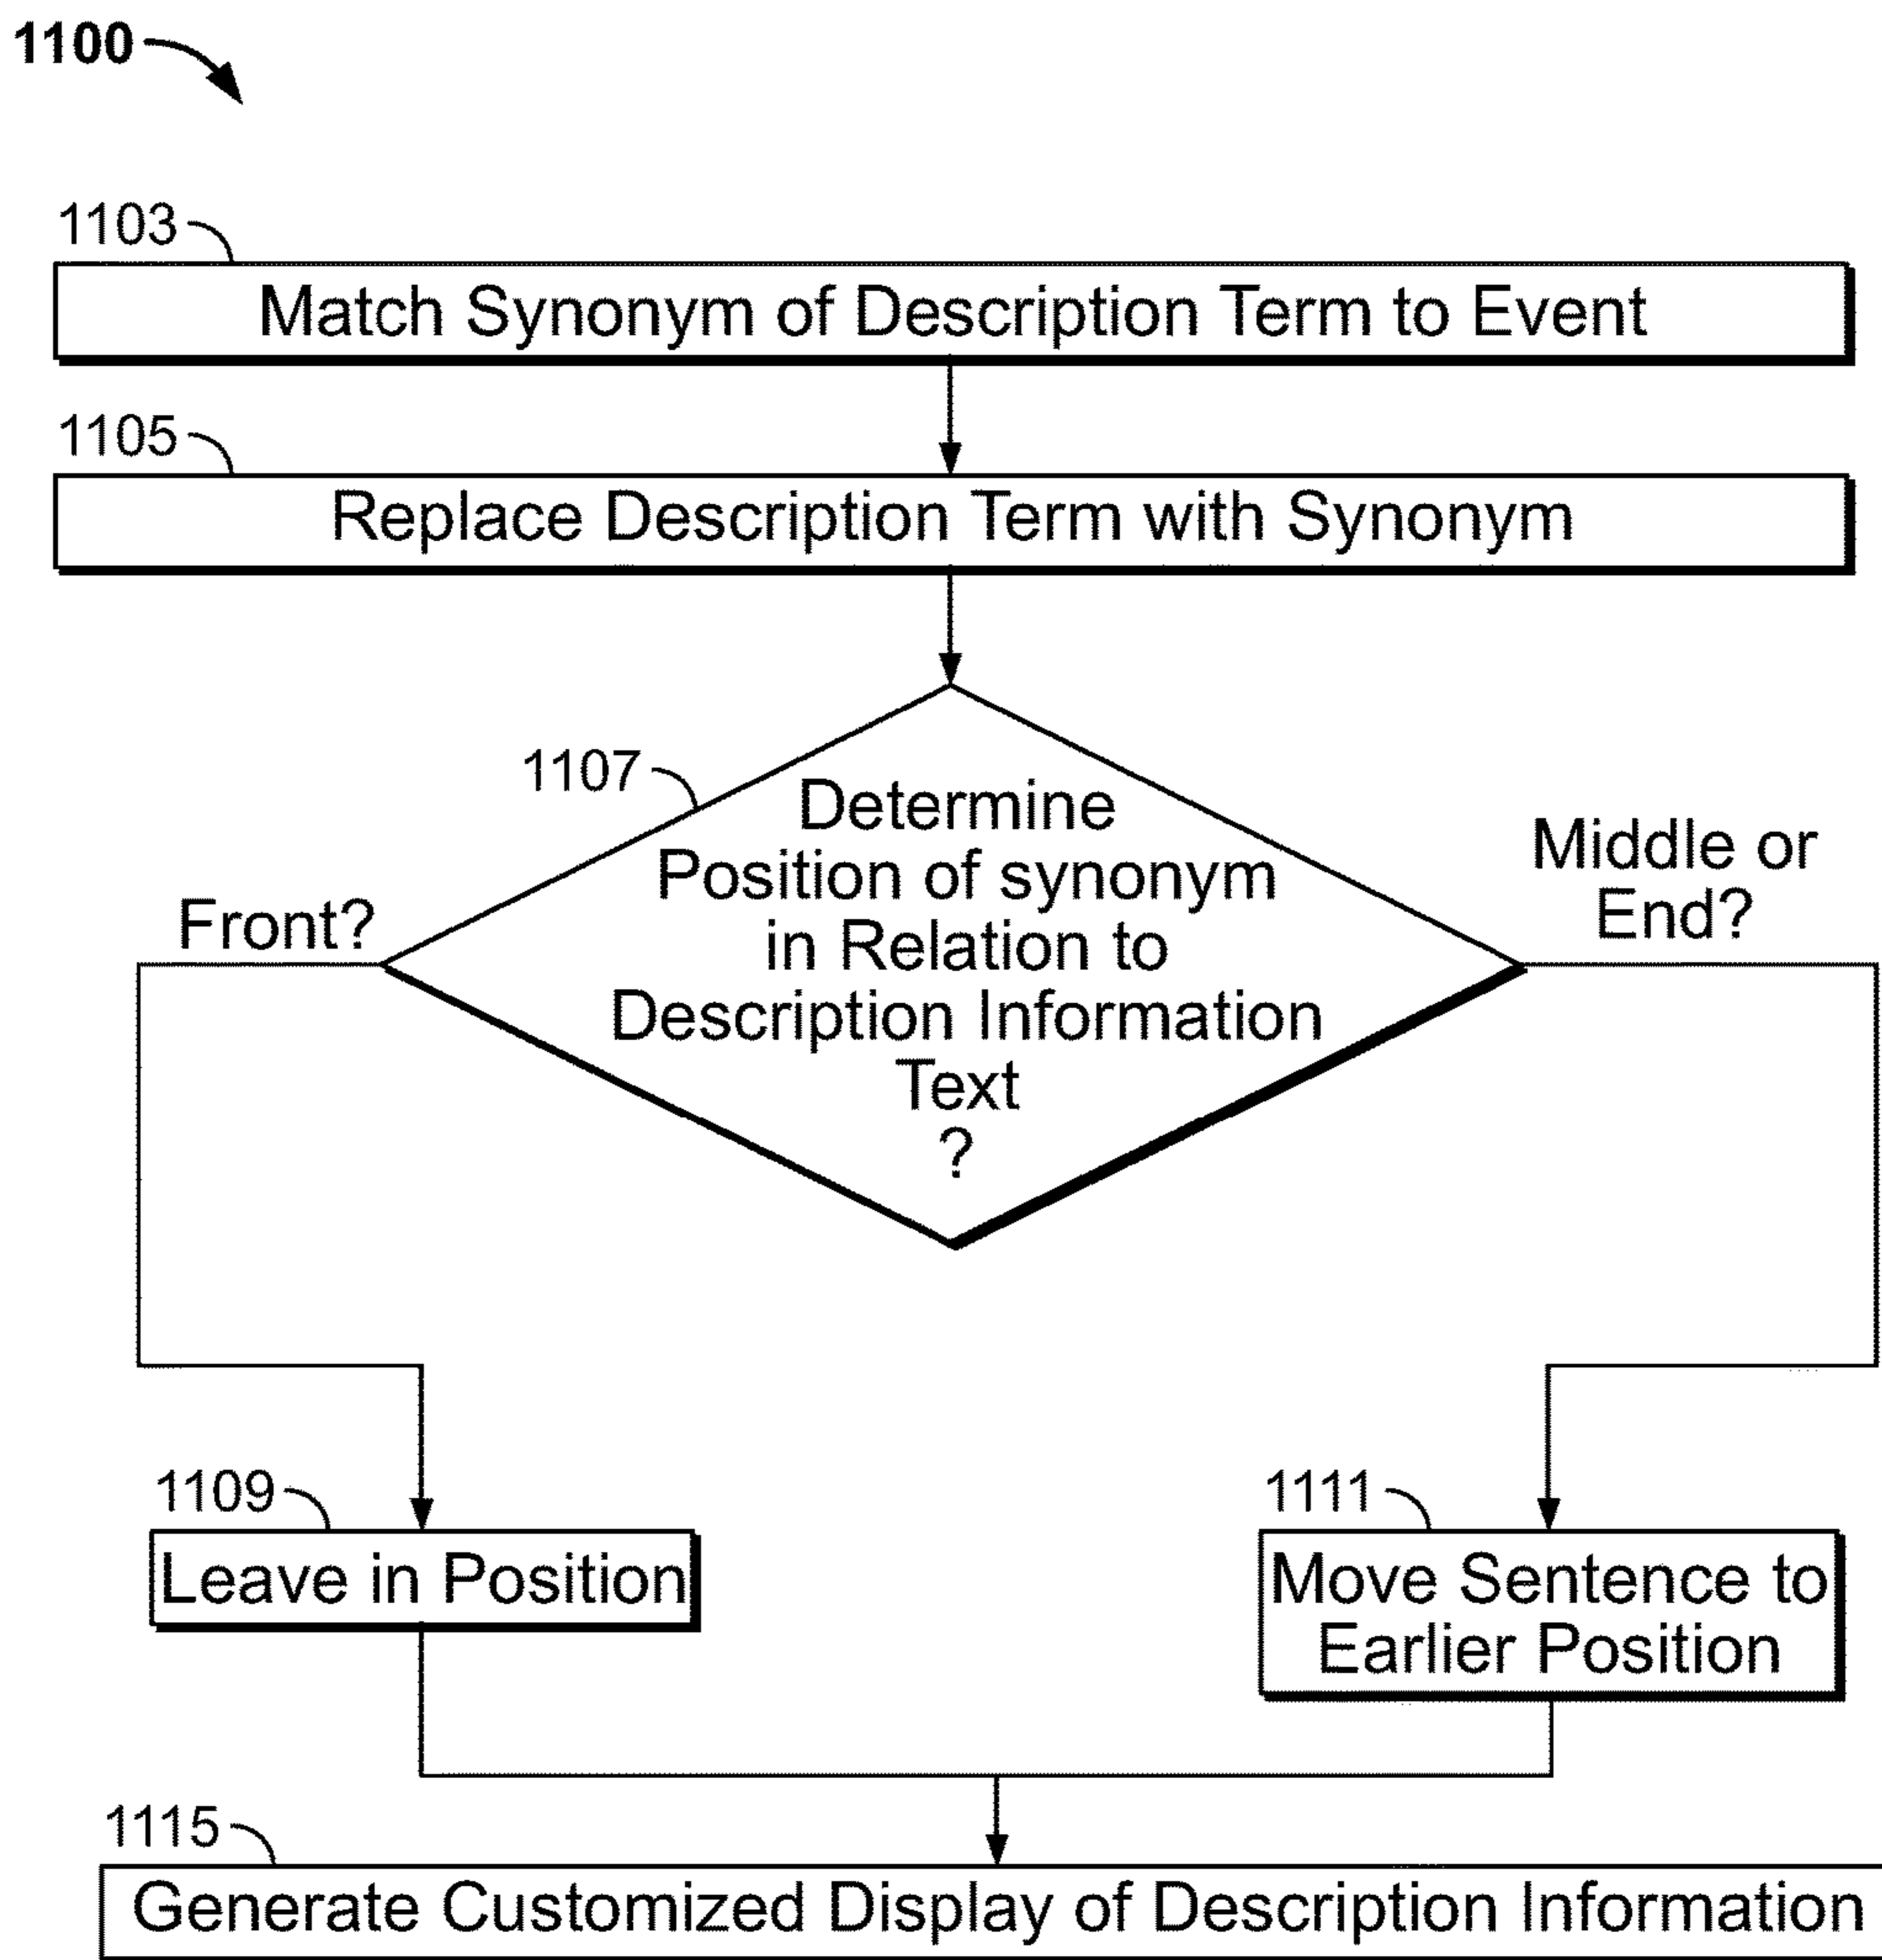 1100
1103
Match Synonym of Description Term to Event
1105
Replace Description Term with Synonym
1107
Determine
Position of synonym
in Relation to
Description Information
Text
?
Front?
Middle or
End?
1109
Leave in Position
1111
Move Sentence to
Earlier Position
1115
Generate Customized Display of Description Information